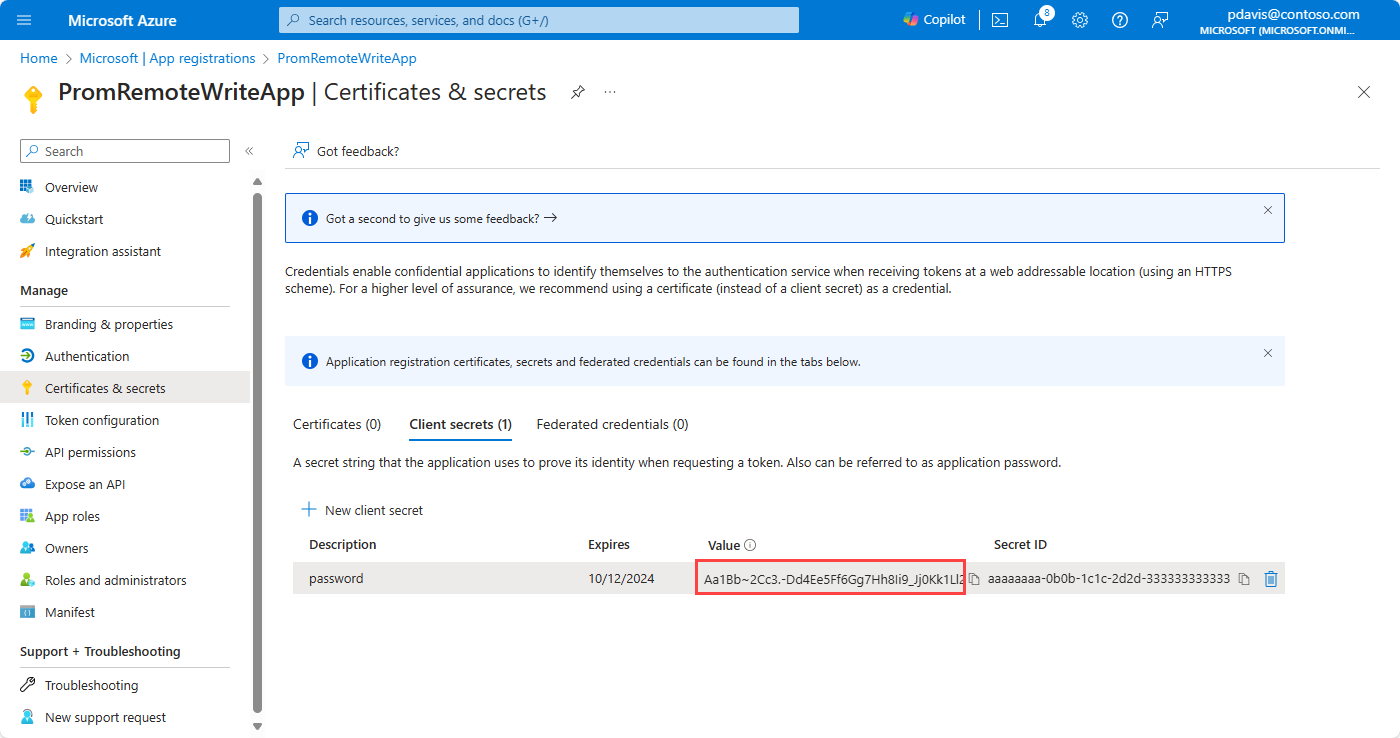 Microsoft Azure
Search resources, services, and docs (G+/)
Copilot
8
pdavis@contoso.com
MICROSOFT (MICROSOFT.ONMI...
Home > Microsoft | App registrations > PromRemoteWriteApp >
PromRemoteWriteApp | Certificates & secrets
Search
Overview
Quickstart
Integration assistant
Manage
Branding & properties
Authentication
Certificates & secrets
Token configuration
API permissions
Expose an API
App roles
Owners
Roles and administrators
Manifest
Support + Troubleshooting
Troubleshooting
New support request
Got feedback?
Got a second to give us some feedback? →
Credentials enable confidential applications to identify themselves to the authentication service when receiving tokens at a web addressable location (using an HTTPS
scheme). For a higher level of assurance, we recommend using a certificate (instead of a client secret) as a credential.
Application registration certificates, secrets and federated credentials can be found in the tabs below.
Certificates (0) Client secrets (1) Federated credentials (0)
A secret string that the application uses to prove its identity when requesting a token. Also can be referred to as application password.
New client secret
Description Expires Value Secret ID
password 10/12/2024 Aa1Bb~2Cc3.-Dd4Ee5Ff6Gg7Hh8Ii9_Jj0Kk1Ll2 aaaaaaaa-0b0b-1c1c-2d2d-333333333333